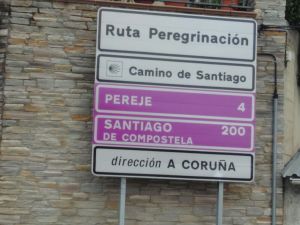 Ruta Peregrinación
Camino de Santiago
PEREJE 4
SANTIAGO 200
DE COMPOSTELA
dirección A CORUÑA